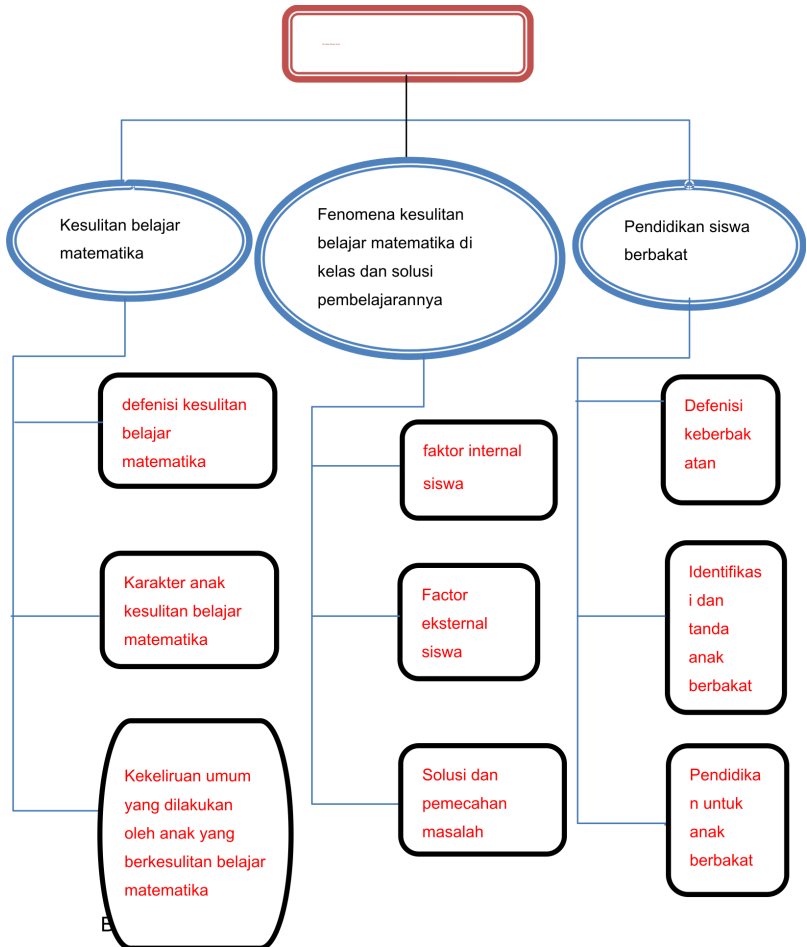 Kesulitan belajar
matematika
Fenomena kesulitan
belajar matematika di
kelas dan solusi
pembelajarannya
Pendidikan siswa
berbakat
defenisi kesulitan
belajar
matematika
Karakter anak
kesulitan belajar
matematika
Kekeliruan umum
yang dilakukan
oleh anak yang
berkesulitan belajar
matematika
faktor internal
siswa
Factor
eksternal
siswa
Solusi dan
pemecahan
masalah
Defenisi
keberbak
atan
Identifikas
i dan
tanda
anak
berbakat
Pendidika
n untuk
anak
berbakat